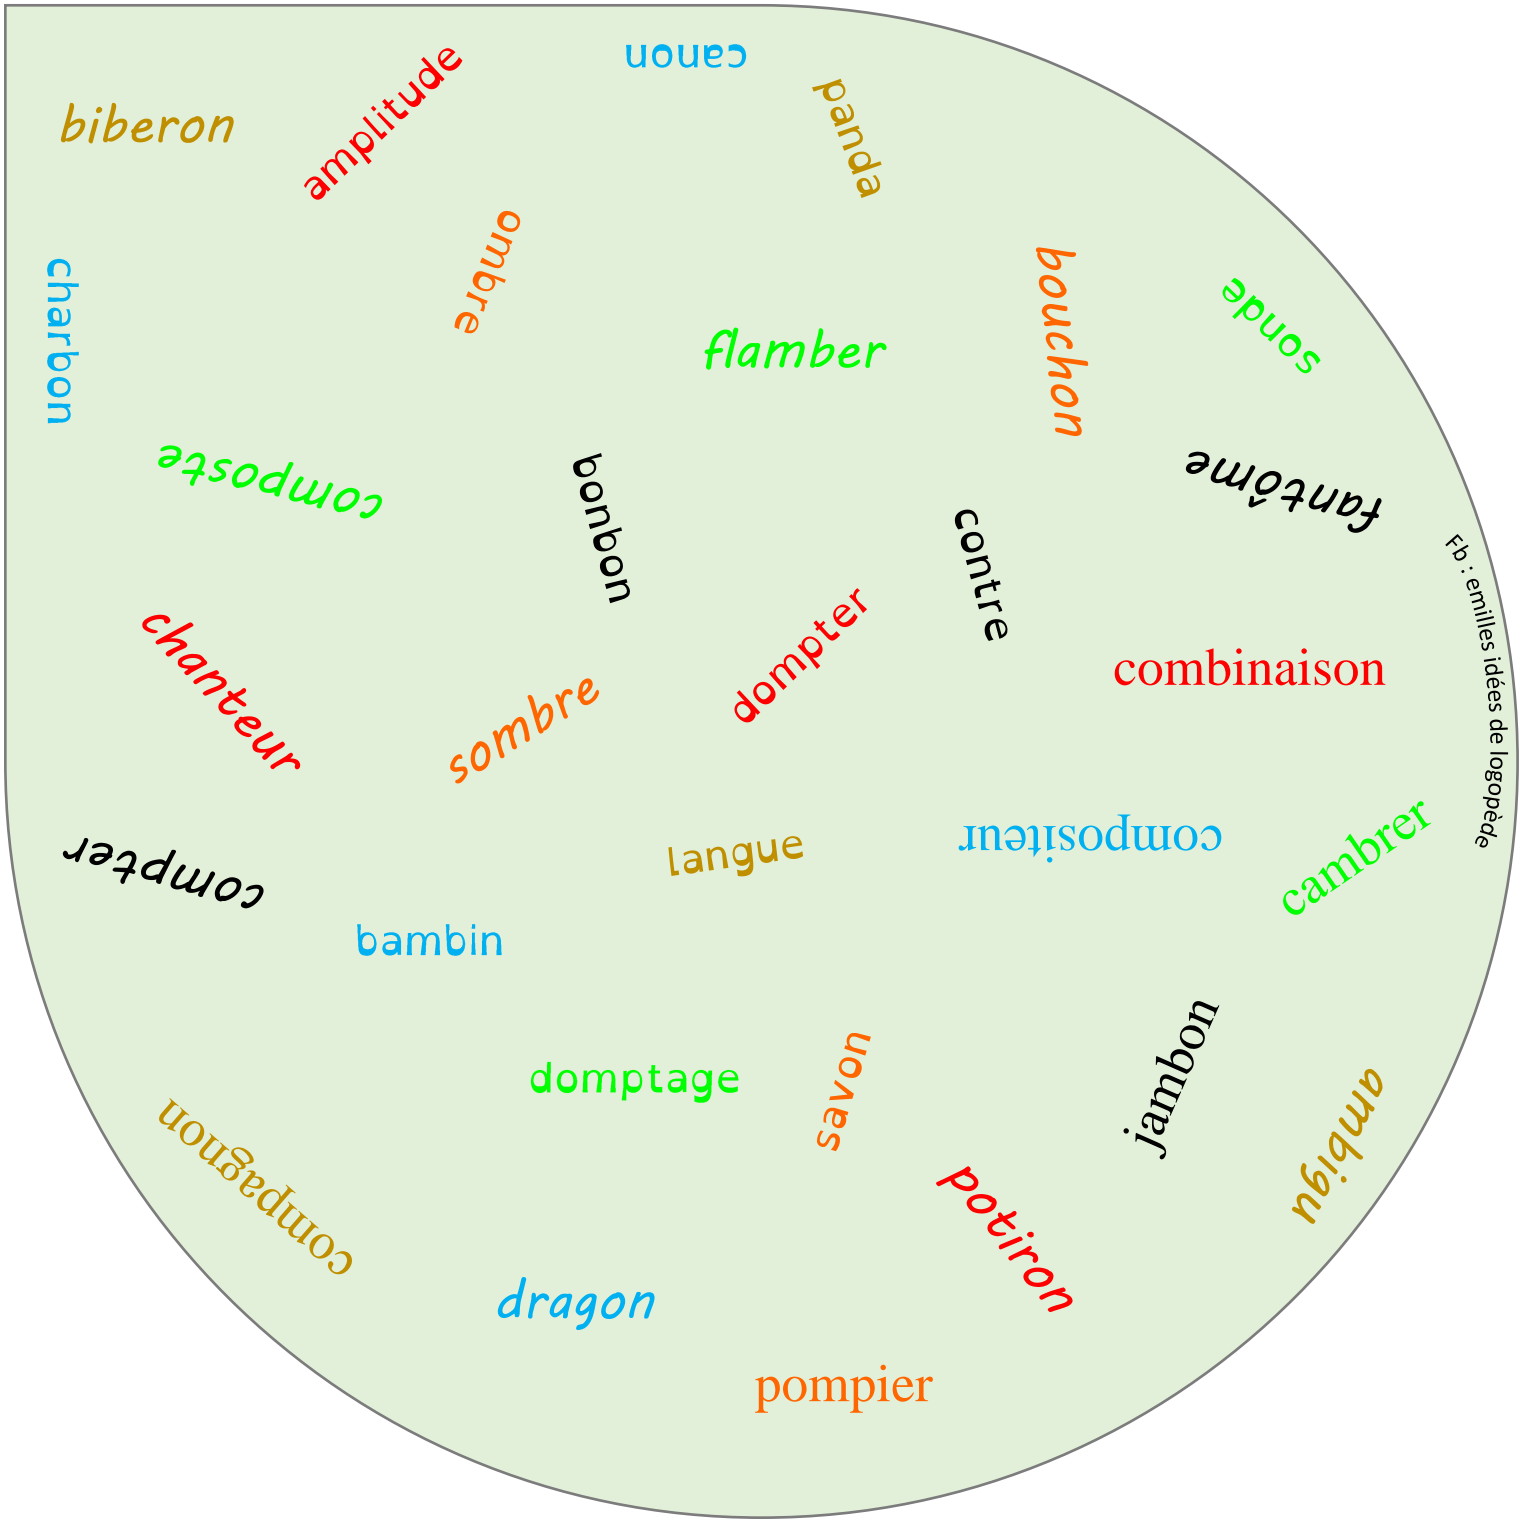 canon
amplitude
biberon
panda
ombre
charbon
flamber
bouchon
sonde
composte
bonbon
fantôme
contre
Fb : emilles idées de logopède
chanteur
dompter
combinaison
sombre
compositeur
cambrer
langue
compter
bambin
domptage
savon
jambon
ambigu
compagnon
potiron
dragon
pompier